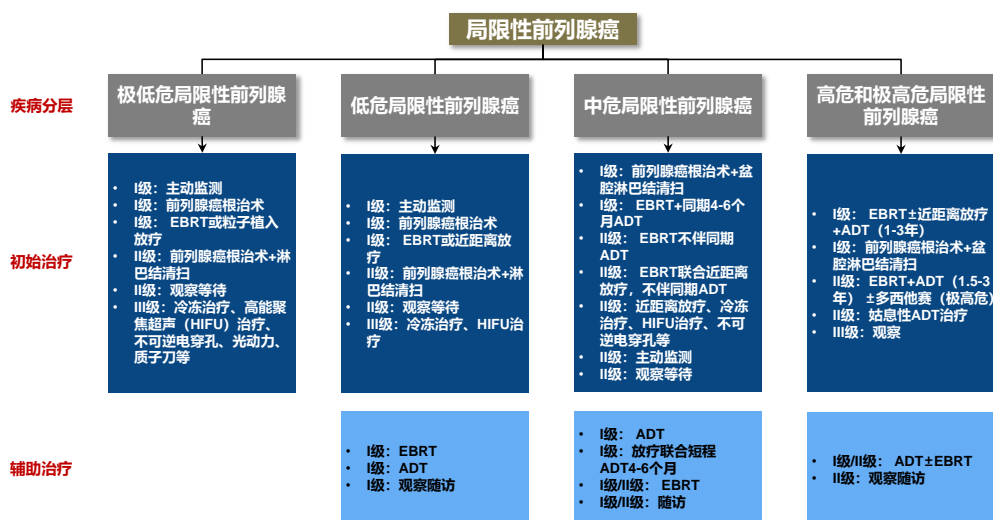 局限性前列腺癌
疾病分层
极低危局限性前列腺
癌
低危局限性前列腺癌
中危局限性前列腺癌
高危和极高危局限性
前列腺癌
初始治疗
• I级：主动监测
• I级：前列腺癌根治术
• I级： EBRT或粒子植入
放疗
• II级：前列腺癌根治术+淋
巴结清扫
• II级：观察等待
• III级：冷冻治疗、高能聚
焦超声（HIFU）治疗、
不可逆电穿孔、光动力、
质子刀等
• I级：主动监测
• I级：前列腺癌根治术
• I级： EBRT或近距离放
疗
• II级：前列腺癌根治术+淋
巴结清扫
• II级：观察等待
• III级：冷冻治疗、HIFU治
疗
• I级：前列腺癌根治术+盆
腔淋巴结清扫
• I级： EBRT+同期4-6个
月ADT
• II级： EBRT不伴同期
ADT
• II级： EBRT联合近距离
放疗，不伴同期ADT
• II级：近距离放疗、冷冻
治疗、HIFU治疗、不可
逆电穿孔等
• II级：主动监测
• II级：观察等待
• I级： EBRT±近距离放疗
+ADT（1-3年）
• I级：前列腺癌根治术+盆
腔淋巴结清扫
• II级：EBRT+ADT（1.5-3
年）±多西他赛（极高危）
• II级：姑息性ADT治疗
• III级：观察
辅助治疗
• I级：EBRT
• I级：ADT
• I级：观察随访
• I级： ADT
• I级：放疗联合短程
ADT4-6个月
• I级/II级： EBRT
• I级/II级：随访
• I级/II级： ADT±EBRT
• II级：观察随访